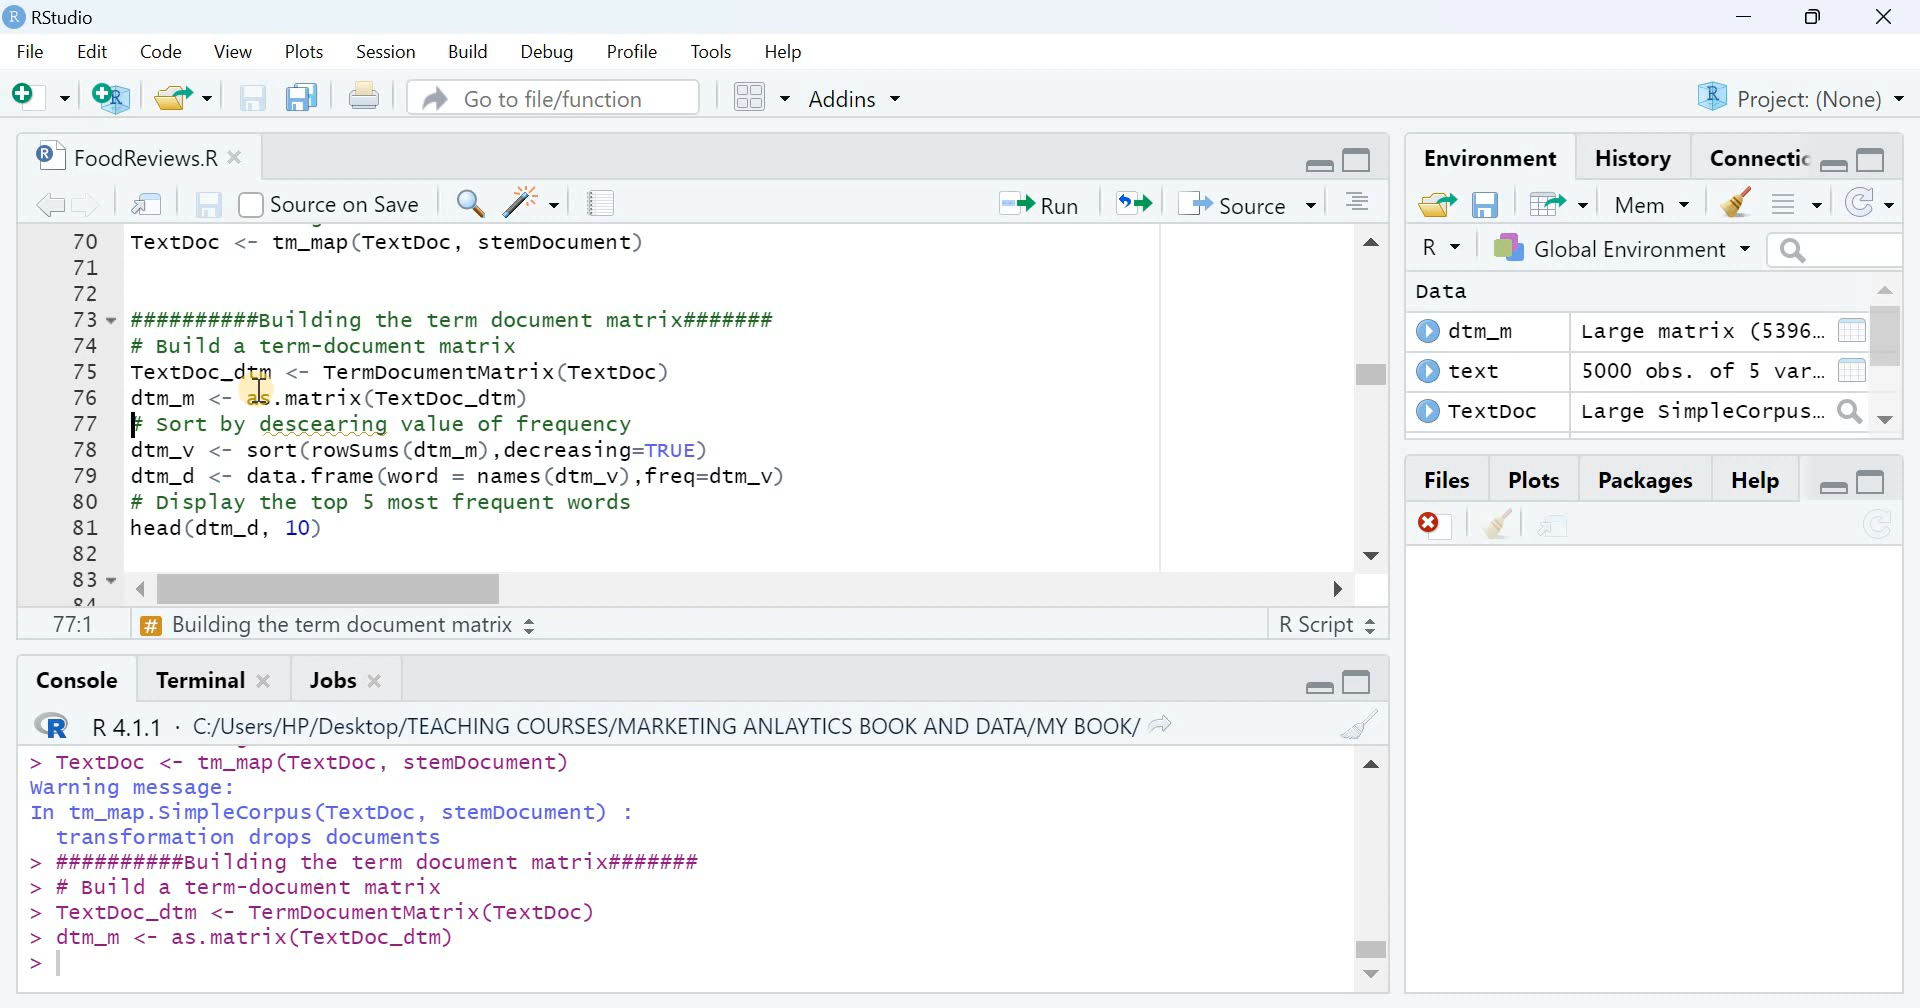 RStudio
File Edit Code View Plots Session Build Debug Profile Tools Help
Go to file/function Addins Project: (None)
FoodReviews.R
Source on Save Run Source
70 TextDoc <- tm_map(TextDoc, stemDocument)
71
72
73 ##########Building the term document matrix#######
74 # Build a term-document matrix
75 TextDoc_dtm <- TermDocumentMatrix(TextDoc)
76 dtm_m <- as.matrix(TextDoc_dtm)
77 # Sort by descearing value of frequency
78 dtm_v <- sort(rowSums(dtm_m),decreasing=TRUE)
79 dtm_d <- data.frame(word = names(dtm_v),freq=dtm_v)
80 # Display the top 5 most frequent words
81 head(dtm_d, 10)
82
83
84
77:1 # Building the term document matrix R Script
Console Terminal Jobs
R 4.1.1 · C:/Users/HP/Desktop/TEACHING COURSES/MARKETING ANLAYTICS BOOK AND DATA/MY BOOK/
> TextDoc <- tm_map(TextDoc, stemDocument)
Warning message:
In tm_map.SimpleCorpus(TextDoc, stemDocument) :
transformation drops documents
> ##########Building the term document matrix#######
> # Build a term-document matrix
> TextDoc_dtm <- TermDocumentMatrix(TextDoc)
> dtm_m <- as.matrix(TextDoc_dtm)
>
Environment History Connectic
Mem
R Global Environment
Data
dtm_m Large matrix (5396...
text 5000 obs. of 5 var...
TextDoc Large SimpleCorpus...
Files Plots Packages Help